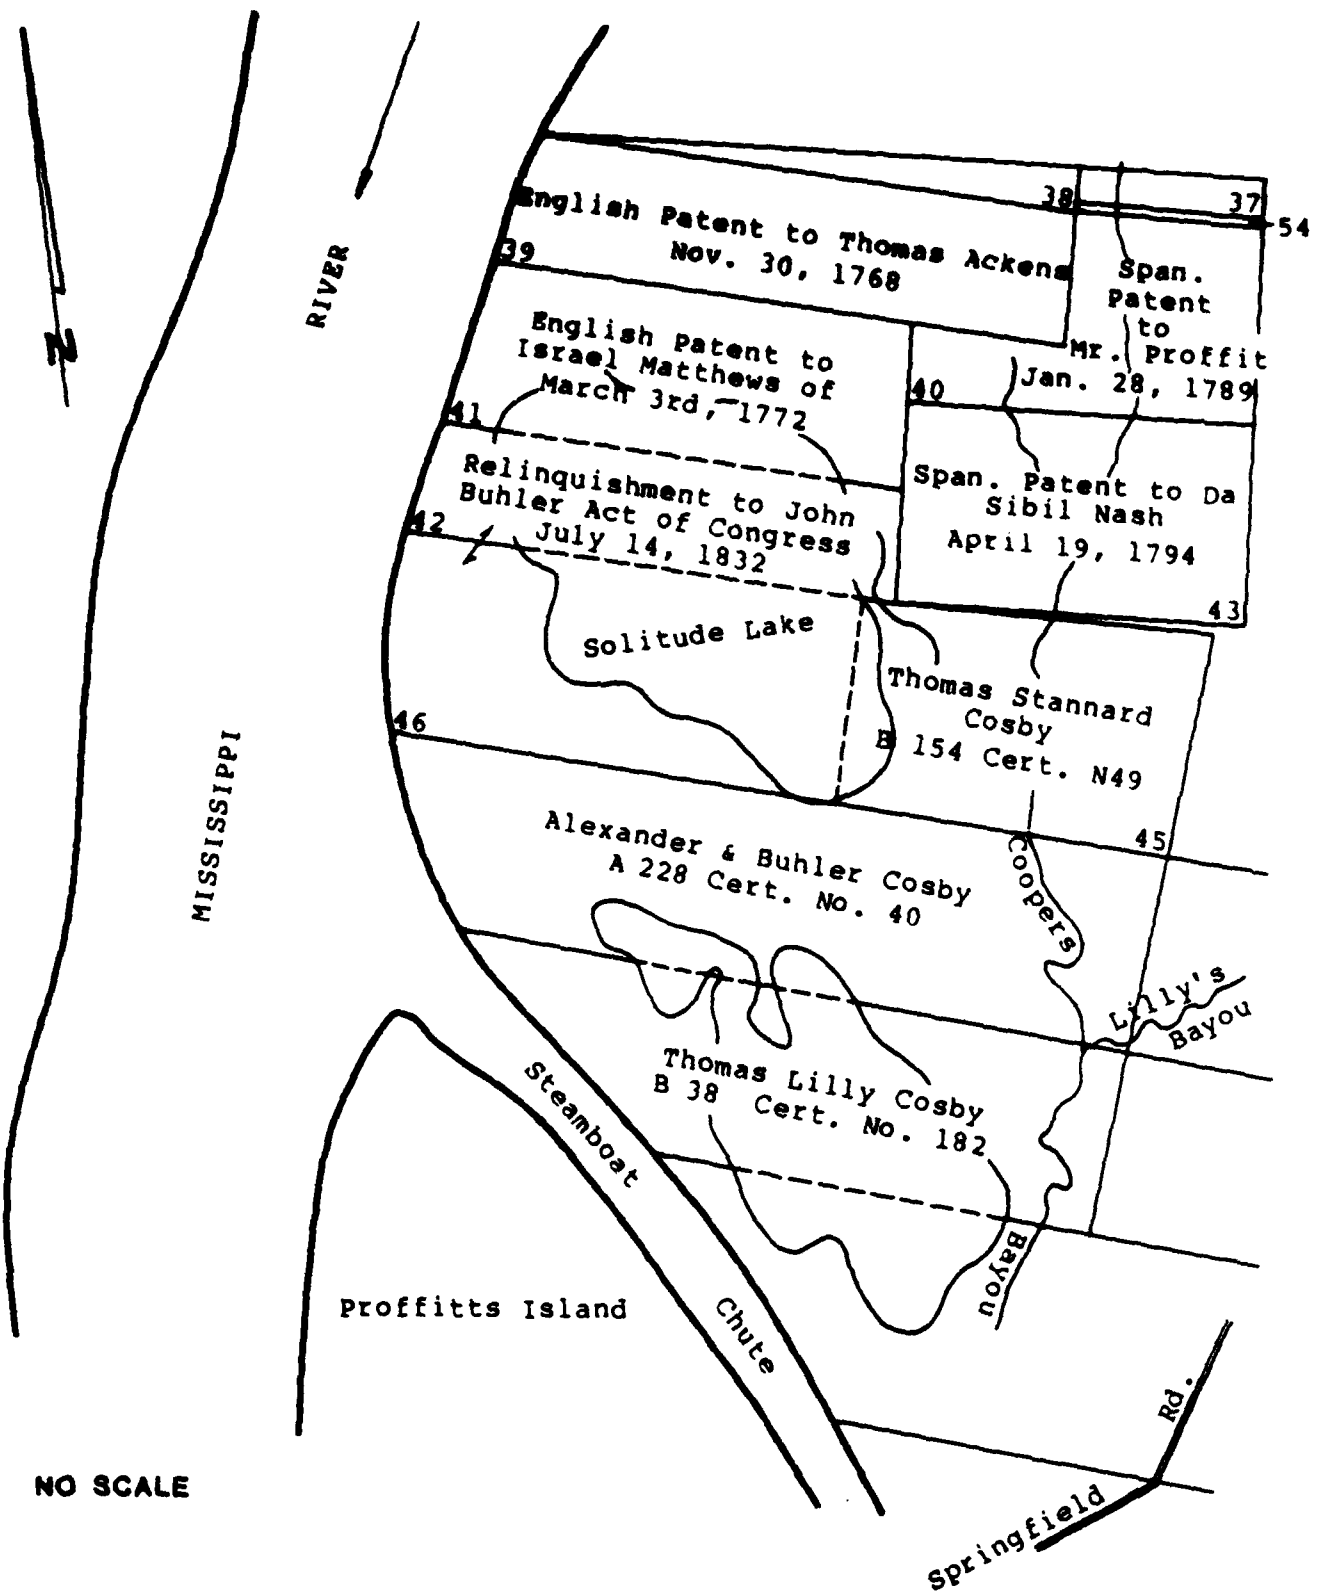 38
37
54
English Patent to Thomas Ackens
Nov. 30, 1768
39
Span.
Patent
to
Mr. Proffit
Jan. 28, 1789
RIVER
N
English Patent to
Israel Matthews of
March 3rd, 1772
40
41
Relinquishment to John
Buhler Act of Congress
July 14, 1832
Span. Patent to Da
Sibil Nash
April 19, 1794
42
43
Solitude Lake
Thomas Stannard
Cosby
B 154 Cert. N49
46
MISSISSIPPI
45
Alexander & Buhler Cosby
A 228 Cert. No. 40
Coopers
Lilly's
Bayou
Thomas Lilly Cosby
B 38 Cert. No. 182
Steamboat
Bayou
Proffitts Island
Chute
Rd.
NO SCALE
Springfield